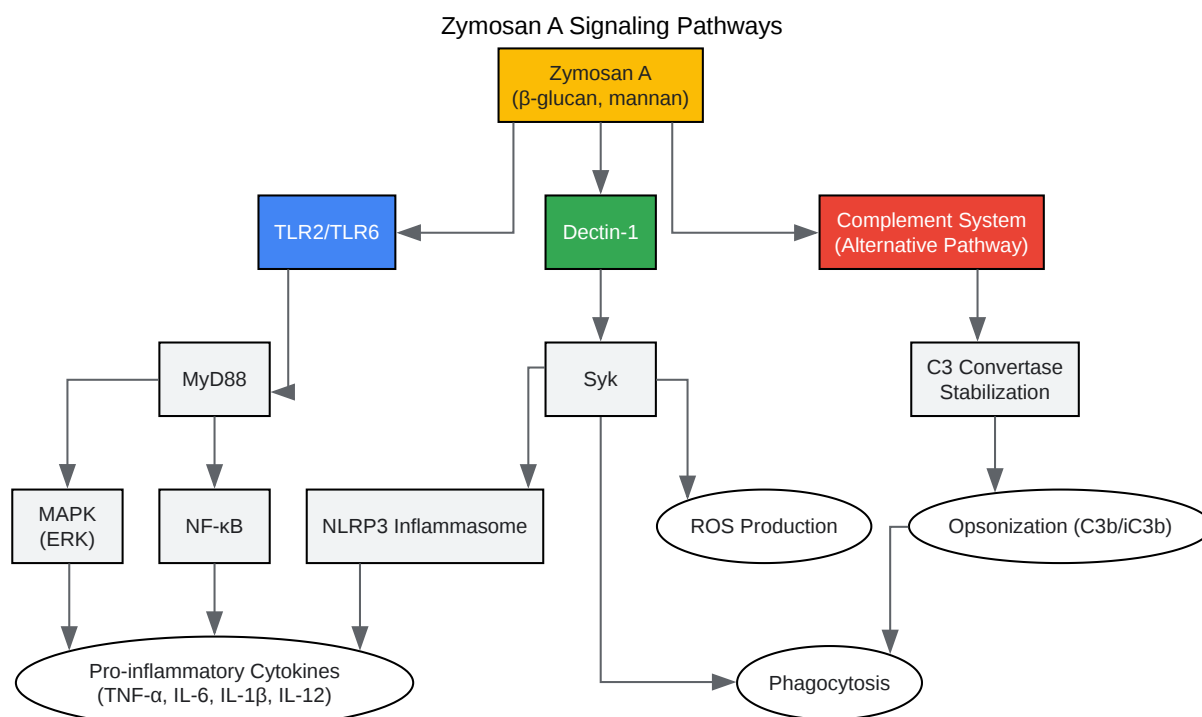 Zymosan A Signaling Pathways
Zymosan A
(β-glucan, mannan)
TLR2/TLR6
Dectin-1
Complement System
(Alternative Pathway)
MyD88
Syk
C3 Convertase
Stabilization
MAPK
(ERK)
NF-κB
NLRP3 Inflammasome
ROS Production
Opsonization (C3b/iC3b)
Pro-inflammatory Cytokines
(TNF-α, IL-6, IL-1β, IL-12)
Phagocytosis